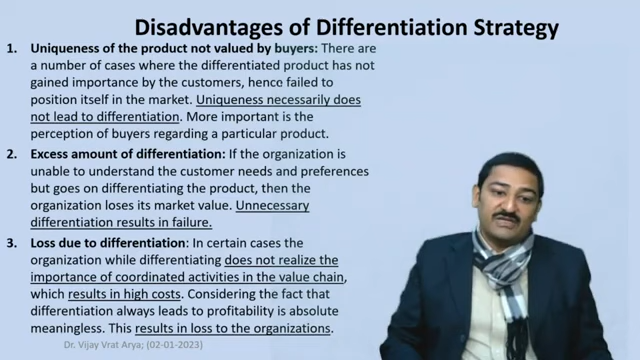 Disadvantages of Differentiation Strategy
1. Uniqueness of the product not valued by buyers: There are
a number of cases where the differentiated product has not
gained importance by the customers, hence failed to
position itself in the market. Uniqueness necessarily does
not lead to differentiation. More important is the
perception of buyers regarding a particular product.
2. Excess amount of differentiation: If the organization is
unable to understand the customer needs and preferences
but goes on differentiating the product, then the
organization loses its market value. Unnecessary
differentiation results in failure.
3. Loss due to differentiation: In certain cases the
organization while differentiating does not realize the
importance of coordinated activities in the value chain,
which results in high costs. Considering the fact that
differentiation always leads to profitability is absolute
meaningless. This results in loss to the organizations.
Dr. Vijay Vrat Arya; (02-01-2023)